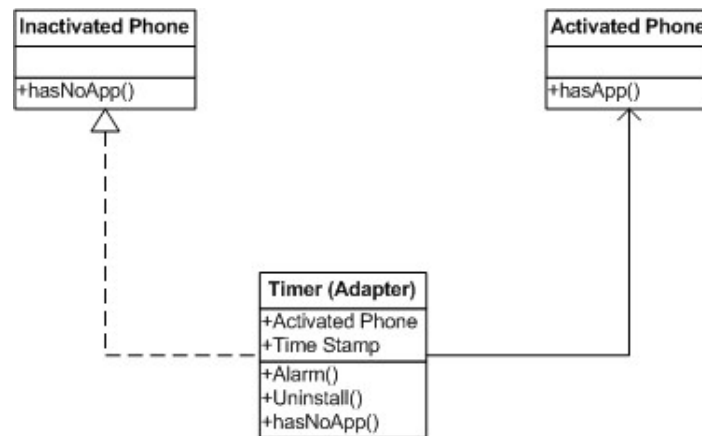 Inactivated Phone
+hasNoApp()
Activated Phone
+hasApp()
Timer (Adapter)
+Activated Phone
+Time Stamp
+Alarm()
+Uninstall()
+hasNoApp()